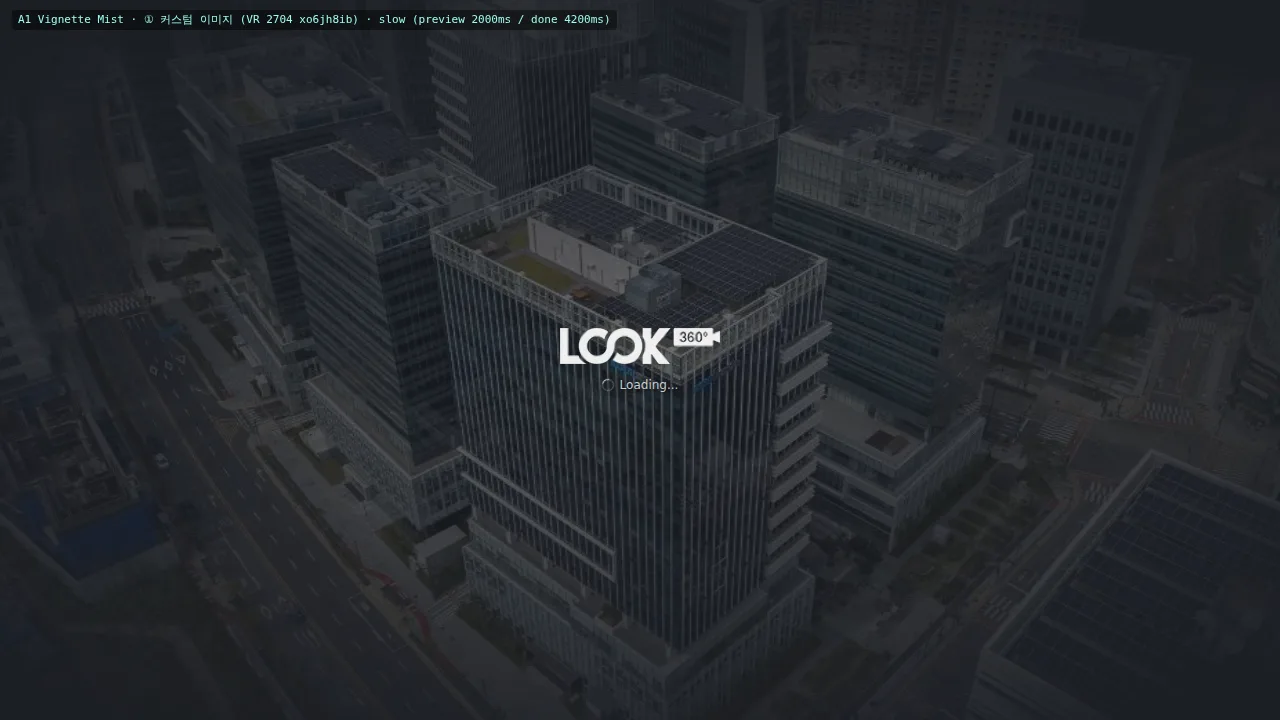 A1 Vignette Mist · ① 커스텀 이미지 (VR 2704 xo6jh8ib) · slow (preview 2000ms / done 4200ms)
LOOK 360°
Loading...